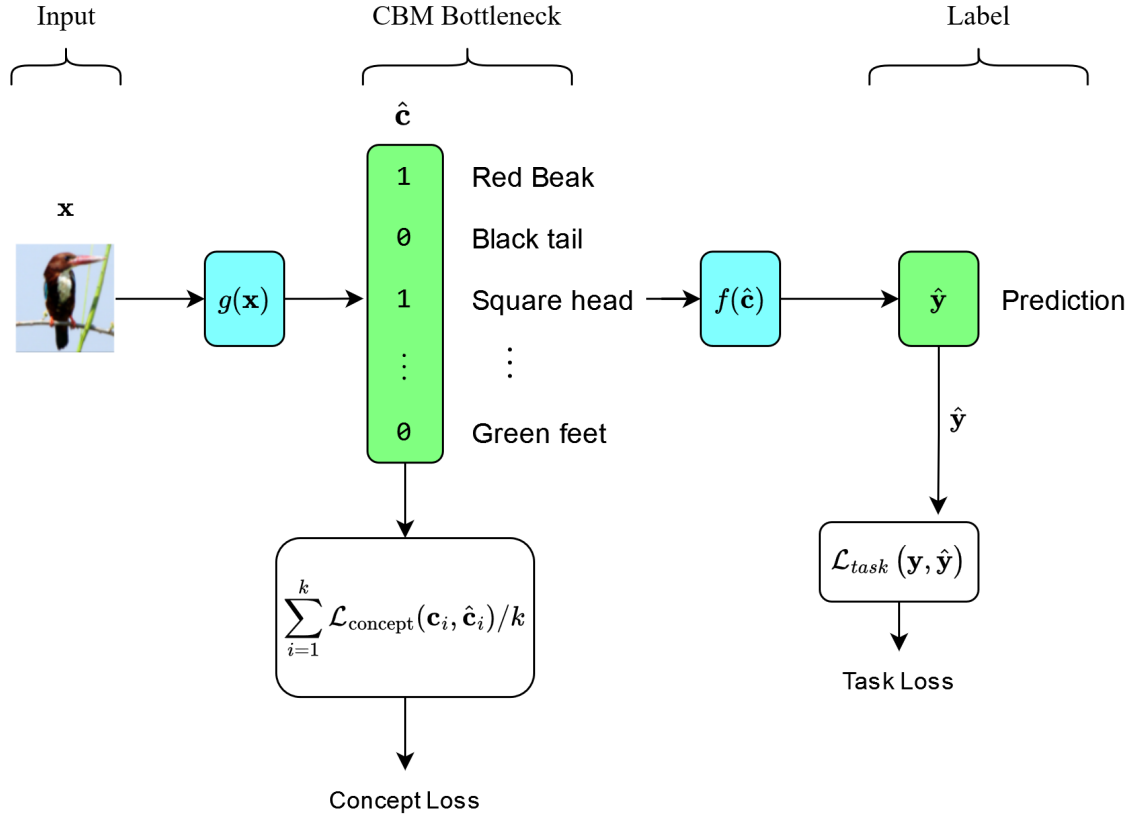 Input
CBM Bottleneck
Label
ĉ
1 Red Beak
x
0 Black tail
g(x)
1 Square head
f(ĉ)
ŷ
Prediction
⋮ ⋮
0 Green feet
ŷ
∑_{i=1}^{k} ℒ_concept(c_i, ĉ_i)/k
ℒ_task (y, ŷ)
Task Loss
Concept Loss